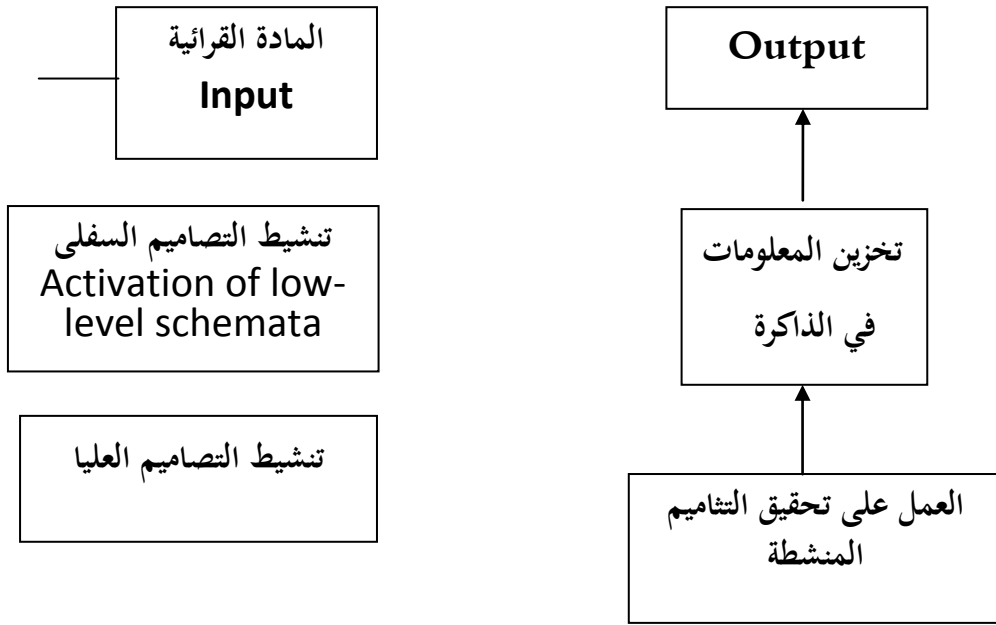 المادة القرائية
Input
تنشيط التصاميم السفلى
Activation of low-
level schemata
تنشيط التصاميم العليا
Output
تخزين المعلومات
في الذاكرة
العمل على تحقيق التثاميم
المنشطة